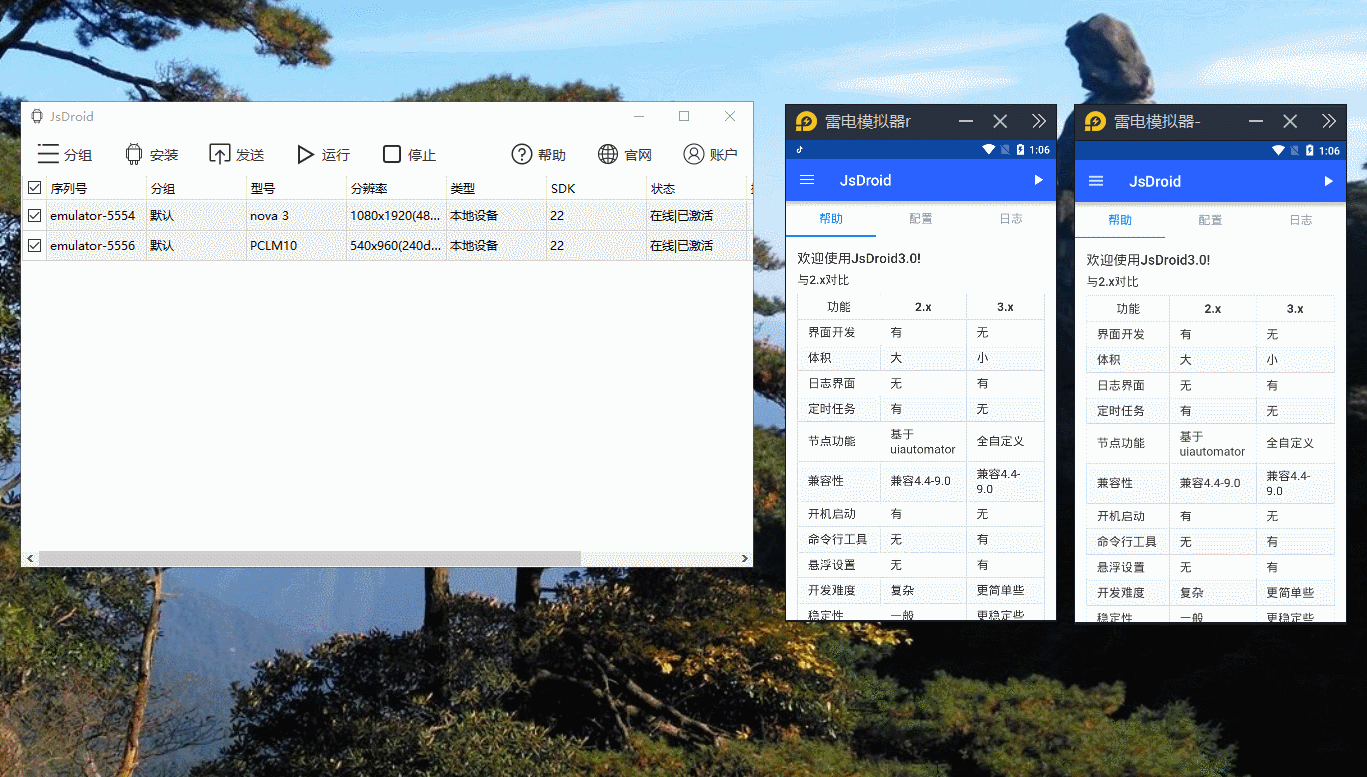 JsDroid
分组 安装 发送 运行 停止 帮助 官网 账户
序列号 分组 型号 分辨率 类型 SDK 状态
emulator-5554 默认 nova 3 1080x1920(48... 本地设备 22 在线|已激活
emulator-5556 默认 PCLM10 540x960(240d... 本地设备 22 在线|已激活
雷电模拟器r
1:06
JsDroid
帮助 配置 日志
欢迎使用JsDroid3.0!
与2.x对比
功能 2.x 3.x
界面开发 有 无
体积 大 小
日志界面 无 有
定时任务 有 无
节点功能 基于 全自定义
uiautomator
兼容性 兼容4.4-9.0 兼容4.4-
9.0
开机启动 有 无
命令行工具 无 有
悬浮设置 无 有
开发难度 复杂 更简单些
稳定性 一般 更稳定些
雷电模拟器-
1:06
JsDroid
帮助 配置 日志
欢迎使用JsDroid3.0!
与2.x对比
功能 2.x 3.x
界面开发 有 无
体积 大 小
日志界面 无 有
定时任务 有 无
节点功能 基于 全自定义
uiautomator
兼容性 兼容4.4-9.0 兼容4.4-
9.0
开机启动 有 无
命令行工具 无 有
悬浮设置 无 有
开发难度 复杂 更简单些
稳定性 一般 更稳定些